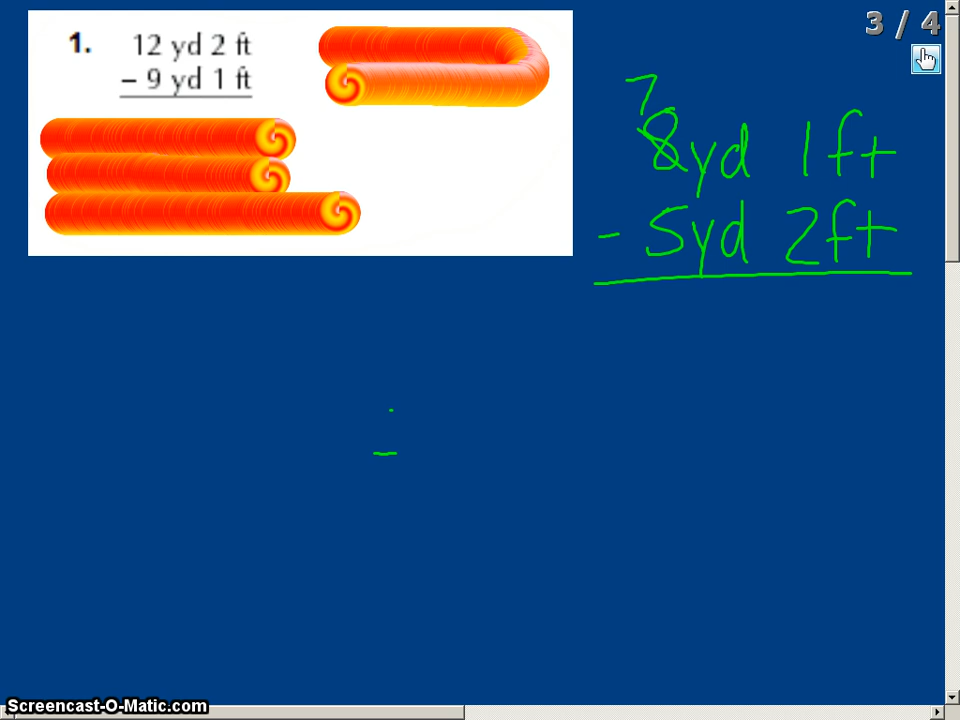 3 / 4
1. 12 yd 2 ft
– 9 yd 1 ft
7
8yd 1ft
- 5yd 2ft
-
Screencast-O-Matic.com